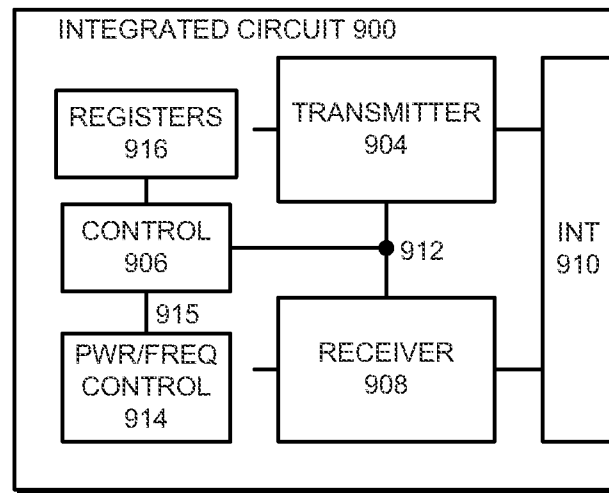 INTEGRATED CIRCUIT 900
REGISTERS
916
TRANSMITTER
904
CONTROL
906
912
INT
910
915
PWR/FREQ
CONTROL
914
RECEIVER
908